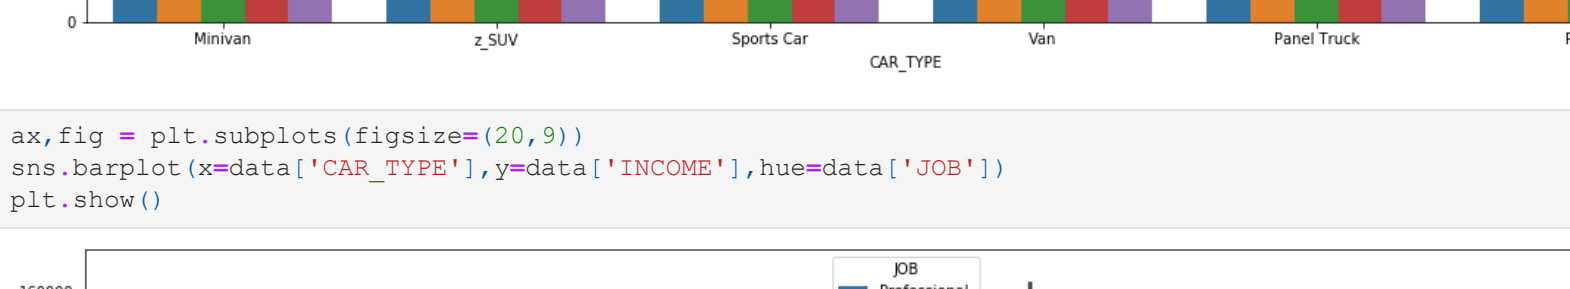 0
Minivan z_SUV Sports Car Van Panel Truck
CAR_TYPE
ax,fig = plt.subplots(figsize=(20,9))
sns.barplot(x=data['CAR_TYPE'],y=data['INCOME'],hue=data['JOB'])
plt.show()
JOB
Professional